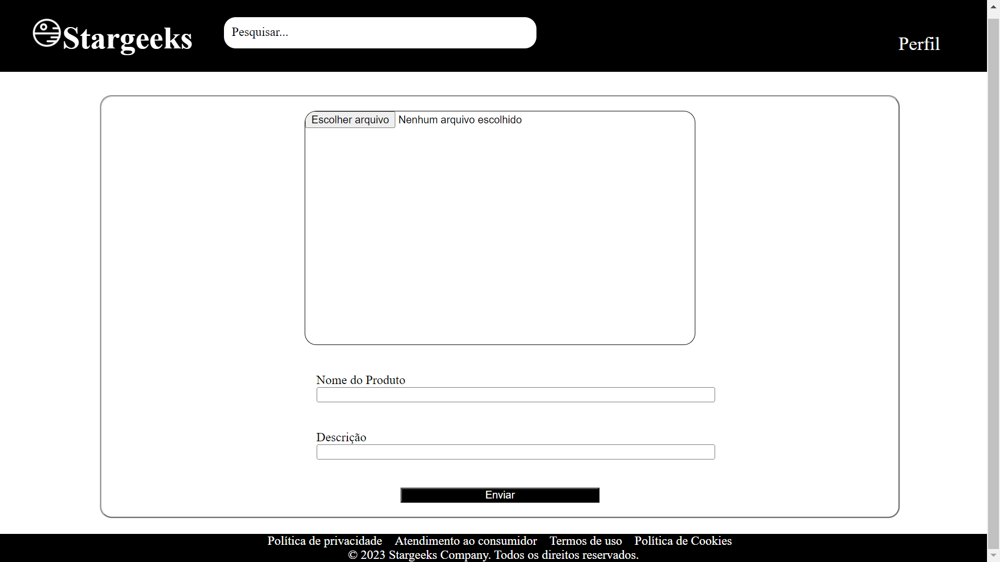 Stargeeks
Pesquisar...
Perfil
Escolher arquivo Nenhum arquivo escolhido
Nome do Produto
Descrição
Enviar
Política de privacidade Atendimento ao consumidor Termos de uso Política de Cookies
© 2023 Stargeeks Company. Todos os direitos reservados.